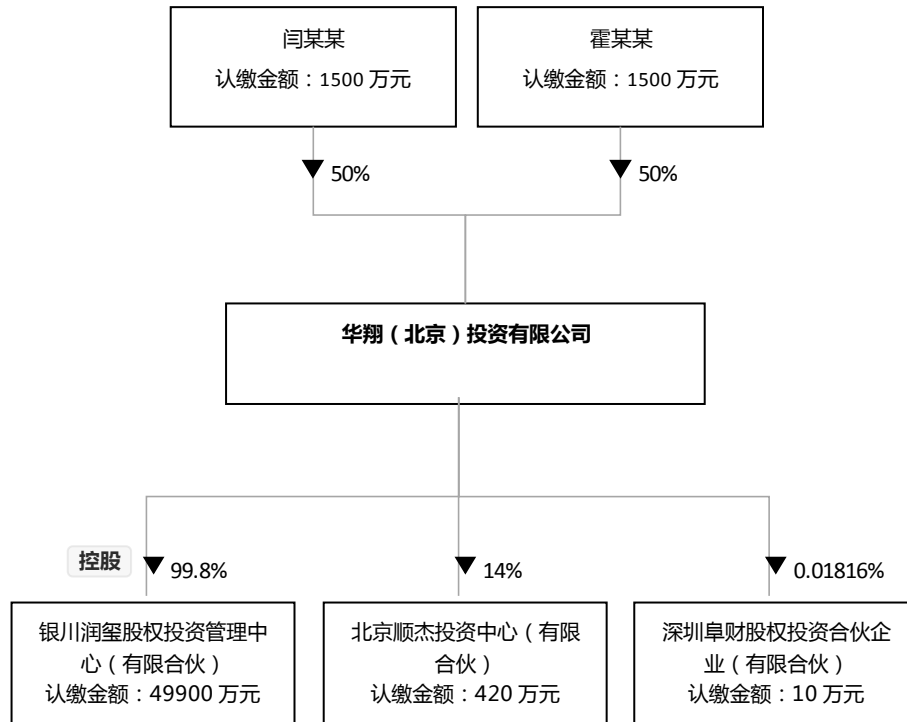 闫某某
认缴金额：1500 万元
霍某某
认缴金额：1500 万元
50%
50%
华翔（北京）投资有限公司
控股
99.8%
14%
0.01816%
银川润玺股权投资管理中
心（有限合伙）
认缴金额：49900 万元
北京顺杰投资中心（有限
合伙）
认缴金额：420 万元
深圳阜财股权投资合伙企
业（有限合伙）
认缴金额：10 万元